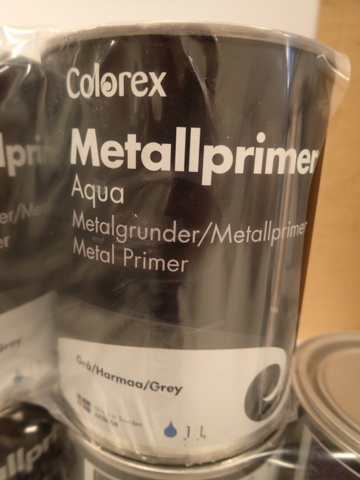 Colorex
Metallprimer
Aqua
Metalgrunder/Metallprimer
Metal Primer
Grå/Harmaa/Grey
1 L